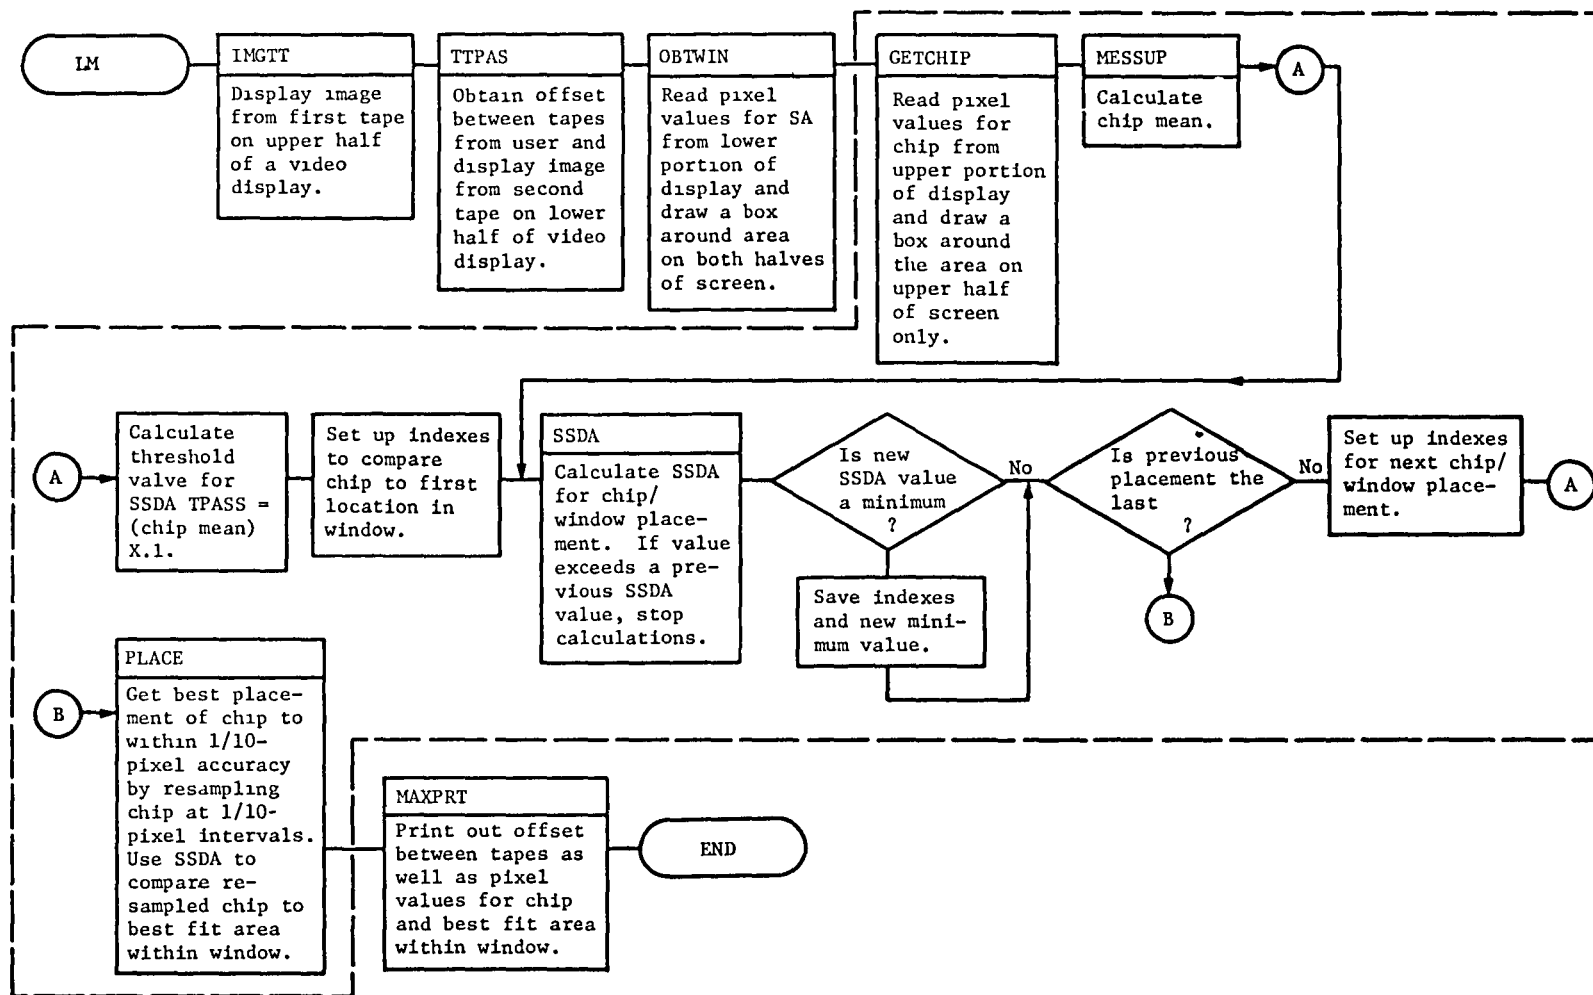 LM
IMGTT
Display image
from first tape
on upper half
of a video
display.
TTPAS
Obtain offset
between tapes
from user and
display image
from second
tape on lower
half of video
display.
OBTWIN
Read pixel
values for SA
from lower
portion of
display and
draw a box
around area
on both halves
of screen.
GETCHIP
Read pixel
values for
chip from
upper portion
of display
and draw a
box around
the area on
upper half
of screen
only.
MESSUP
Calculate
chip mean.
A
A
Calculate
threshold
valve for
SSDA TPASS =
(chip mean)
X.1.
Set up indexes
to compare
chip to first
location in
window.
SSDA
Calculate SSDA
for chip/
window place-
ment. If value
exceeds a pre-
vious SSDA
value, stop
calculations.
Is new
SSDA value
a minimum
?
No
Save indexes
and new mini-
mum value.
Is previous
placement the
last
?
No
B
Set up indexes
for next chip/
window place-
ment.
A
B
PLACE
Get best place-
ment of chip to
within 1/10-
pixel accuracy
by resampling
chip at 1/10-
pixel intervals.
Use SSDA to
compare re-
sampled chip to
best fit area
within window.
MAXPRT
Print out offset
between tapes as
well as pixel
values for chip
and best fit area
within window.
END